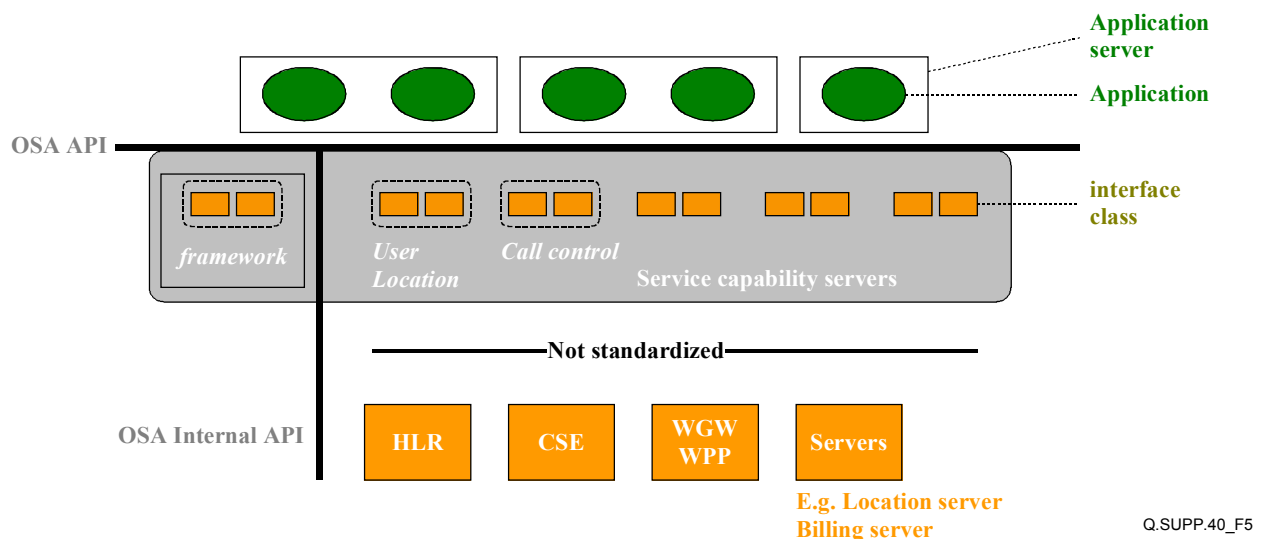 Application
server
Application
OSA API
interface
class
framework
User
Location
Call control
Service capability servers
Not standardized
OSA Internal API
HLR
CSE
WGW
WPP
Servers
E.g. Location server
Billing server
Q.SUPP.40_F5